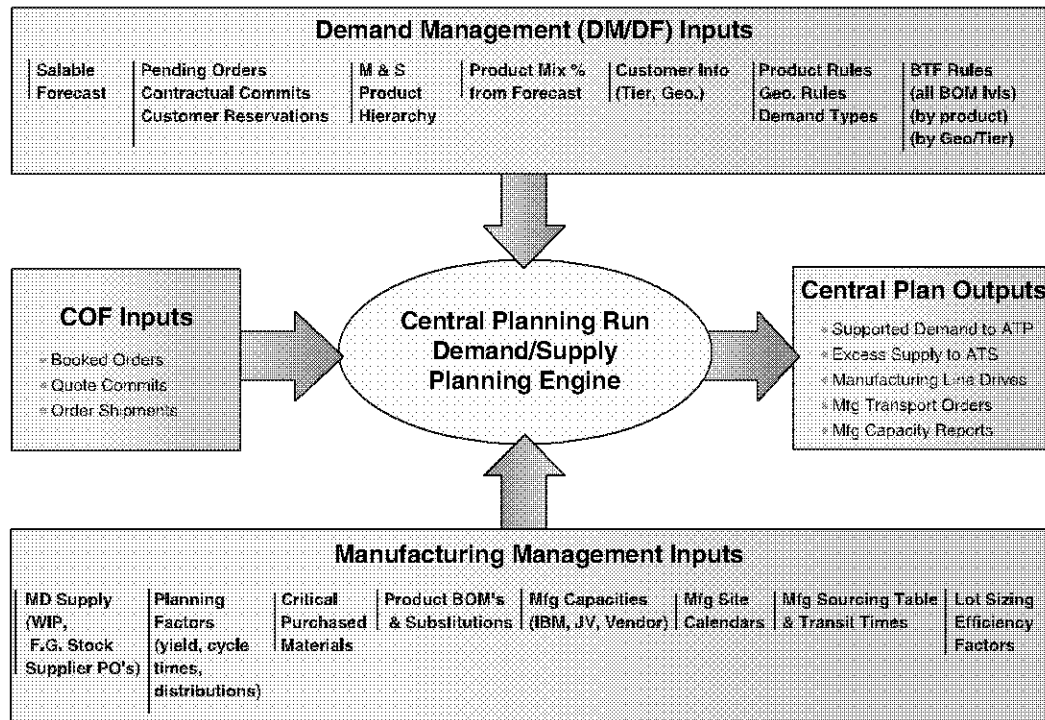 Demand Management (DM/DF) Inputs
Salable
Forecast
Pending Orders
Contractual Commits
Customer Reservations
M & S
Product
Hierarchy
Product Mix %
from Forecast
Customer Info
(Tier, Geo.)
Product Rules
Geo. Rules
Demand Types
BTF Rules
(all BOM lvls)
(by product)
(by Geo/Tier)
COF Inputs
Booked Orders
Quote Commits
Order Shipments
Central Planning Run
Demand/Supply
Planning Engine
Central Plan Outputs
Supported Demand to ATP
Excess Supply to ATS
Manufacturing Line Drives
Mfg Transport Orders
Mfg Capacity Reports
Manufacturing Management Inputs
MD Supply
(WIP,
F.G. Stock
Supplier PO's)
Planning
Factors
(yield, cycle
times,
distributions)
Critical
Purchased
Materials
Product BOM's
& Substitutions
Mfg Capacities
(IBM, JV, Vendor)
Mfg Site
Calendars
Mfg Sourcing Table
& Transit Times
Lot Sizing
Efficiency
Factors